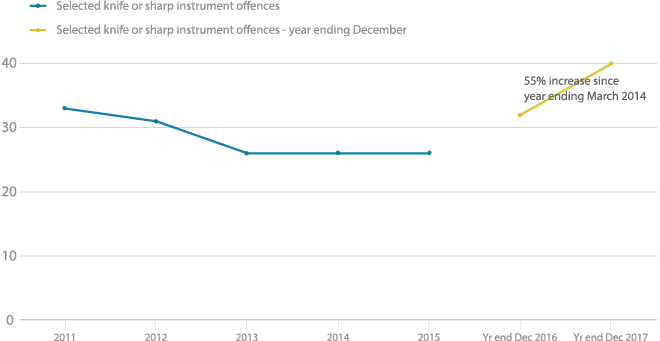 Selected knife or sharp instrument offences
Selected knife or sharp instrument offences - year ending December
40
55% increase since
year ending March 2014
30
20
10
0
2011 2012 2013 2014 2015 Yr end Dec 2016 Yr end Dec 2017